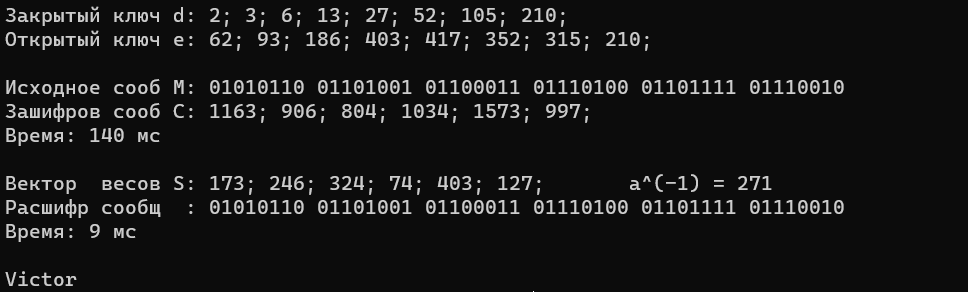 Закрытый ключ d: 2; 3; 6; 13; 27; 52; 105; 210;
Открытый ключ e: 62; 93; 186; 403; 417; 352; 315; 210;
Исходное сооб M: 01010110 01101001 01100011 01110100 01101111 01110010
Зашифров сооб C: 1163; 906; 804; 1034; 1573; 997;
Время: 140 мс
Вектор  весов S: 173; 246; 324; 74; 403; 127;       a^(-1) = 271
Расшифр сообщ  : 01010110 01101001 01100011 01110100 01101111 01110010
Время: 9 мс
Victor